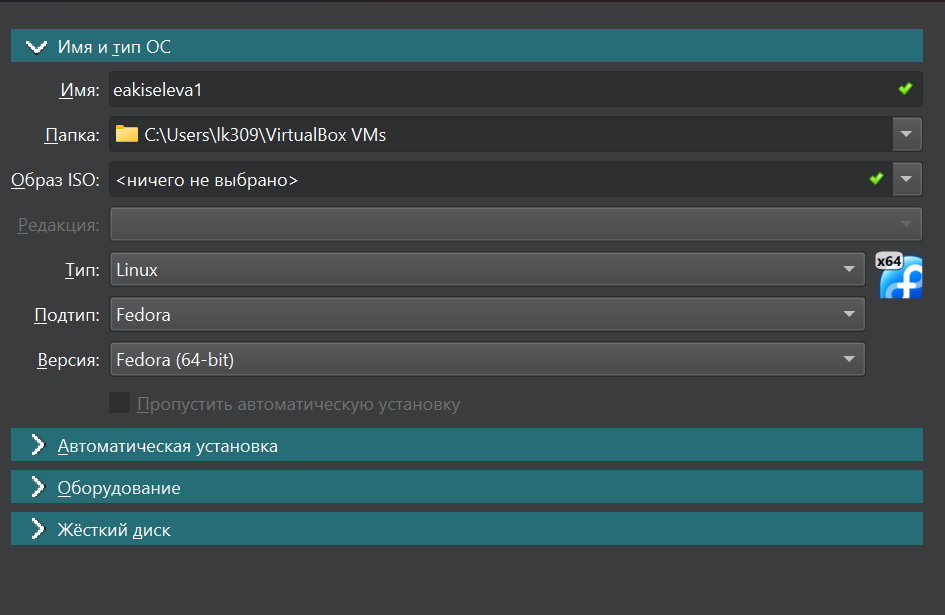 Имя и тип ОС
Имя: eakiseleva1
Папка: C:\Users\lk309\VirtualBox VMs
Образ ISO: <ничего не выбрано>
Редакция:
Тип: Linux
x64
Подтип: Fedora
Версия: Fedora (64-bit)
Пропустить автоматическую установку
Автоматическая установка
Оборудование
Жёсткий диск